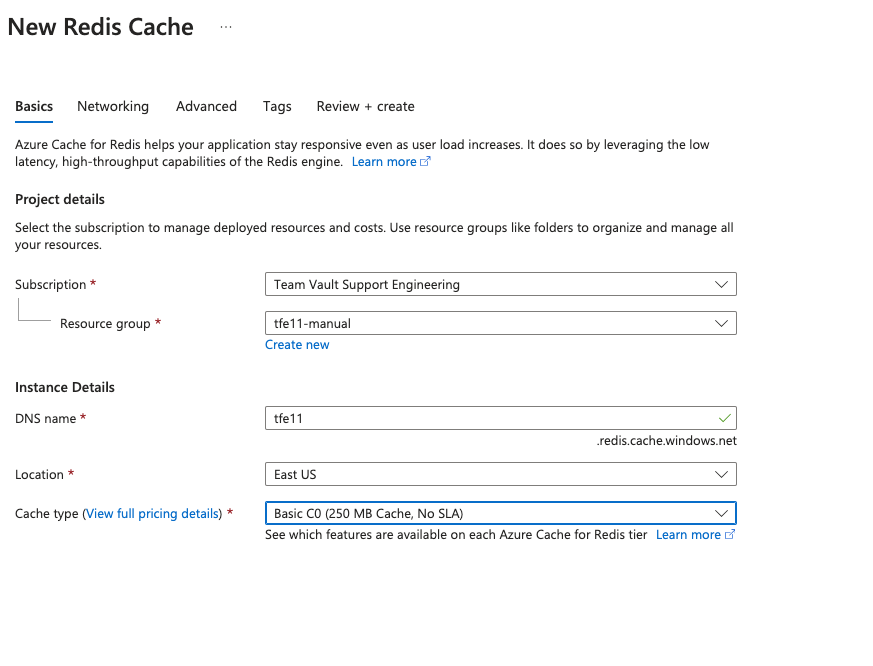 New Redis Cache ...
Basics Networking Advanced Tags Review + create
Azure Cache for Redis helps your application stay responsive even as user load increases. It does so by leveraging the low
latency, high-throughput capabilities of the Redis engine. Learn more
Project details
Select the subscription to manage deployed resources and costs. Use resource groups like folders to organize and manage all
your resources.
Subscription * Team Vault Support Engineering
Resource group * tfe11-manual
Create new
Instance Details
DNS name * tfe11
.redis.cache.windows.net
Location * East US
Cache type (View full pricing details) * Basic C0 (250 MB Cache, No SLA)
See which features are available on each Azure Cache for Redis tier Learn more